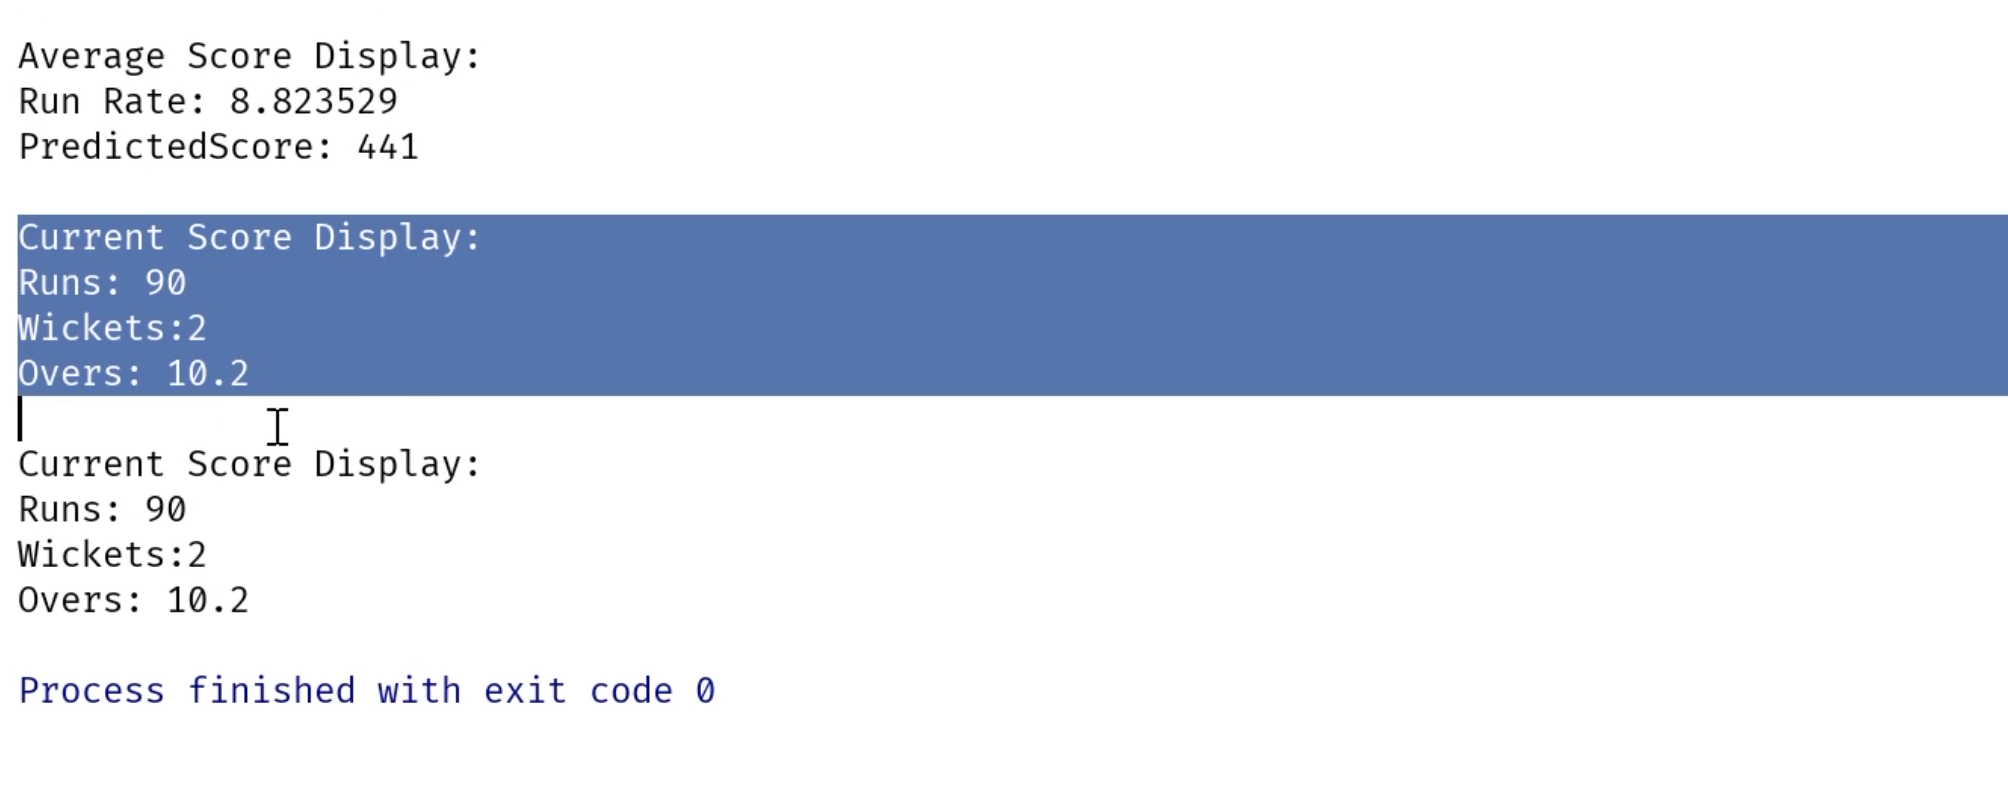 Average Score Display:
Run Rate: 8.823529
PredictedScore: 441
Current Score Display:
Runs: 90
Wickets:2
Overs: 10.2
Current Score Display:
Runs: 90
Wickets:2
Overs: 10.2
Process finished with exit code 0